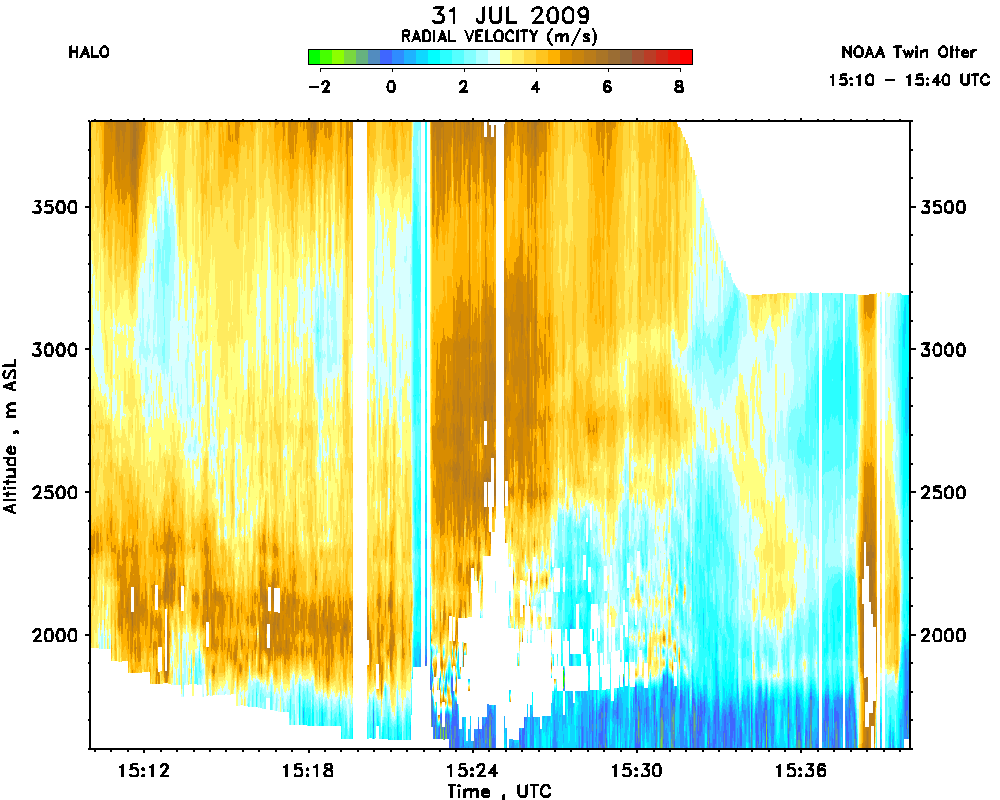 31 JUL 2009
RADIAL VELOCITY (m/s)
HALO
NOAA Twin Otter
15:10 - 15:40 UTC
-2 0 2 4 6 8
3500 3500
3000 3000
2500 2500
2000 2000
Altitude , m ASL
15:12 15:18 15:24 15:30 15:36
Time , UTC